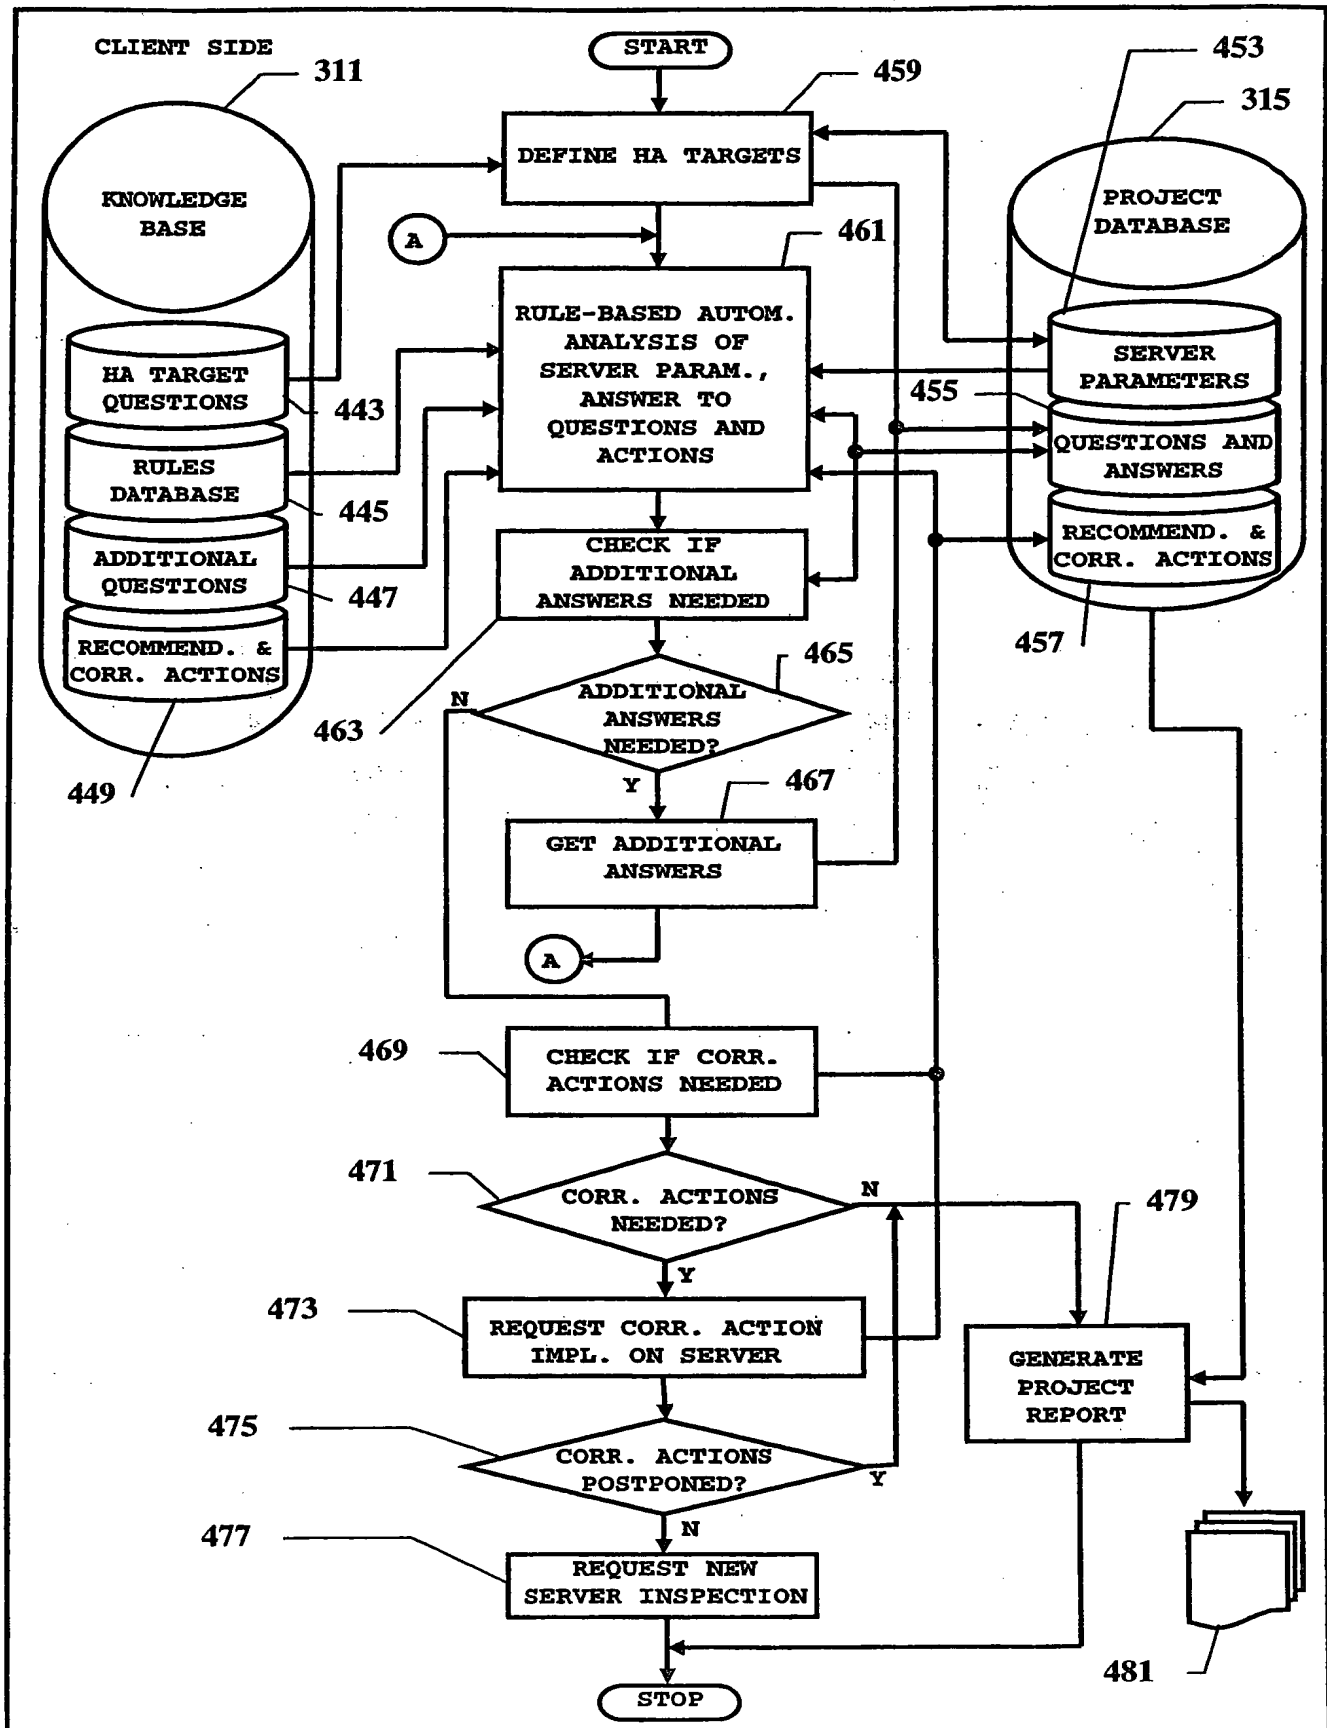 CLIENT SIDE
START
453
311
459
315
DEFINE HA TARGETS
KNOWLEDGE
BASE
PROJECT
DATABASE
A
461
RULE-BASED AUTOM.
ANALYSIS OF
SERVER PARAM.,
ANSWER TO
QUESTIONS AND
ACTIONS
HA TARGET
QUESTIONS
443
SERVER
PARAMETERS
455
RULES
DATABASE
445
QUESTIONS AND
ANSWERS
ADDITIONAL
QUESTIONS
447
CHECK IF
ADDITIONAL
ANSWERS NEEDED
RECOMMEND. &
CORR. ACTIONS
457
RECOMMEND. &
CORR. ACTIONS
449
463
465
N
ADDITIONAL
ANSWERS
NEEDED?
Y
467
GET ADDITIONAL
ANSWERS
A
469
CHECK IF CORR.
ACTIONS NEEDED
471
CORR. ACTIONS
NEEDED?
N
479
Y
473
REQUEST CORR. ACTION
IMPL. ON SERVER
GENERATE
PROJECT
REPORT
475
CORR. ACTIONS
POSTPONED?
Y
N
477
REQUEST NEW
SERVER INSPECTION
481
STOP